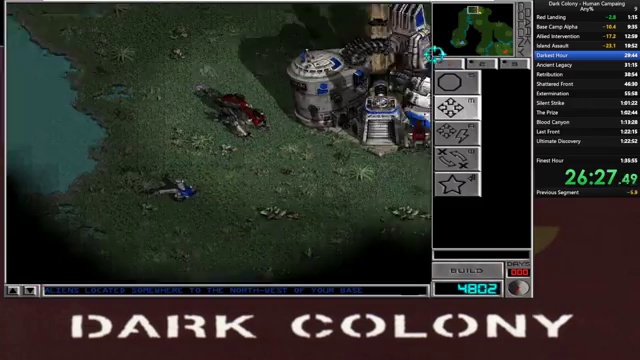 Dark Colony - Human Campaing
Any% 9
Red Landing -2.8 1:15
Base Camp Alpha -10.4 9:35
Allied Intervention -17.2 12:59
Island Assault -23.1 19:52
Darkest Hour 29:44
Ancient Legacy 31:15
Retribution 38:54
Shattered Front 46:30
Extermination 55:58
Silent Strike 1:01:22
The Prize 1:02:44
Blood Canyon 1:13:28
Last Front 1:22:15
Ultimate Discovery 1:22:52
Finest Hour 1:35:55
26:27.49
Previous Segment -5.9
BUILD
DAYS
000
4802
ALIENS LOCATED SOMEWHERE TO THE NORTH-WEST OF YOUR BASE
DARK COLONY